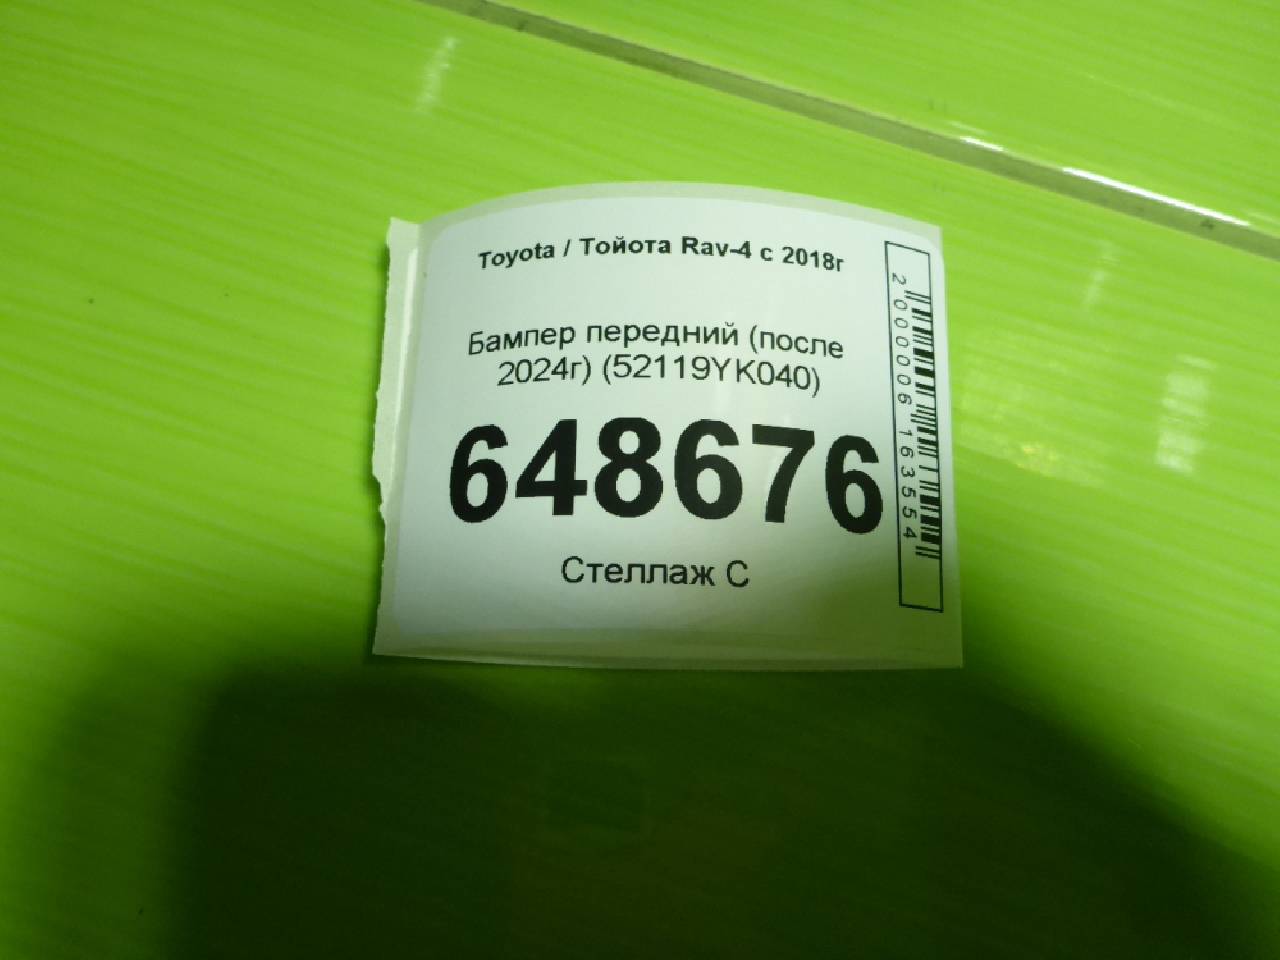 Toyota / Тойота Rav-4 с 2018г
Бампер передний (после
2024г) (52119YK040)
648676
Стеллаж С
2000006163554